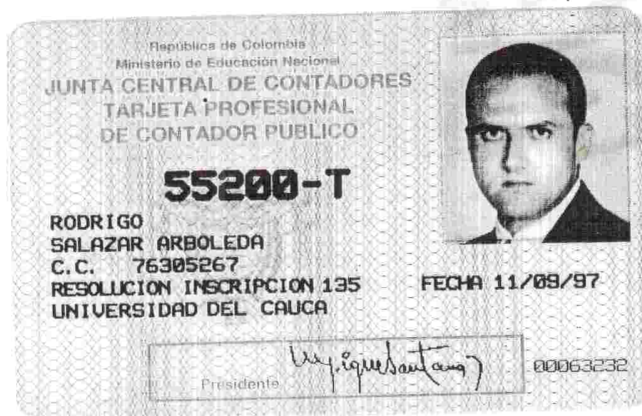 República de Colombia
Ministerio de Educación Nacional
JUNTA CENTRAL DE CONTADORES
TARJETA PROFESIONAL
DE CONTADOR PUBLICO
55200-T
RODRIGO
SALAZAR ARBOLEDA
C.C. 76305267
RESOLUCION INSCRIPCION 135
UNIVERSIDAD DEL CAUCA
FECHA 11/09/97
Presidente
00063232